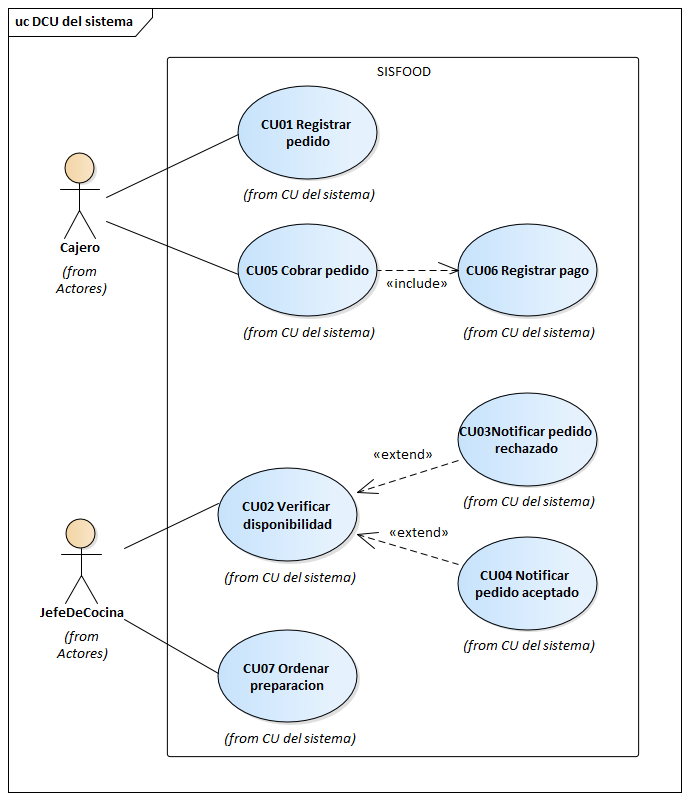 uc DCU del sistema
SISFOOD
CU01 Registrar
pedido
(from CU del sistema)
Cajero
(from
Actores)
CU05 Cobrar pedido
«include»
CU06 Registrar pago
(from CU del sistema)
(from CU del sistema)
CU03Notificar pedido
rechazado
(from CU del sistema)
«extend»
CU02 Verificar
disponibilidad
(from CU del sistema)
«extend»
CU04 Notificar
pedido aceptado
(from CU del sistema)
JefeDeCocina
(from
Actores)
CU07 Ordenar
preparacion
(from CU del sistema)